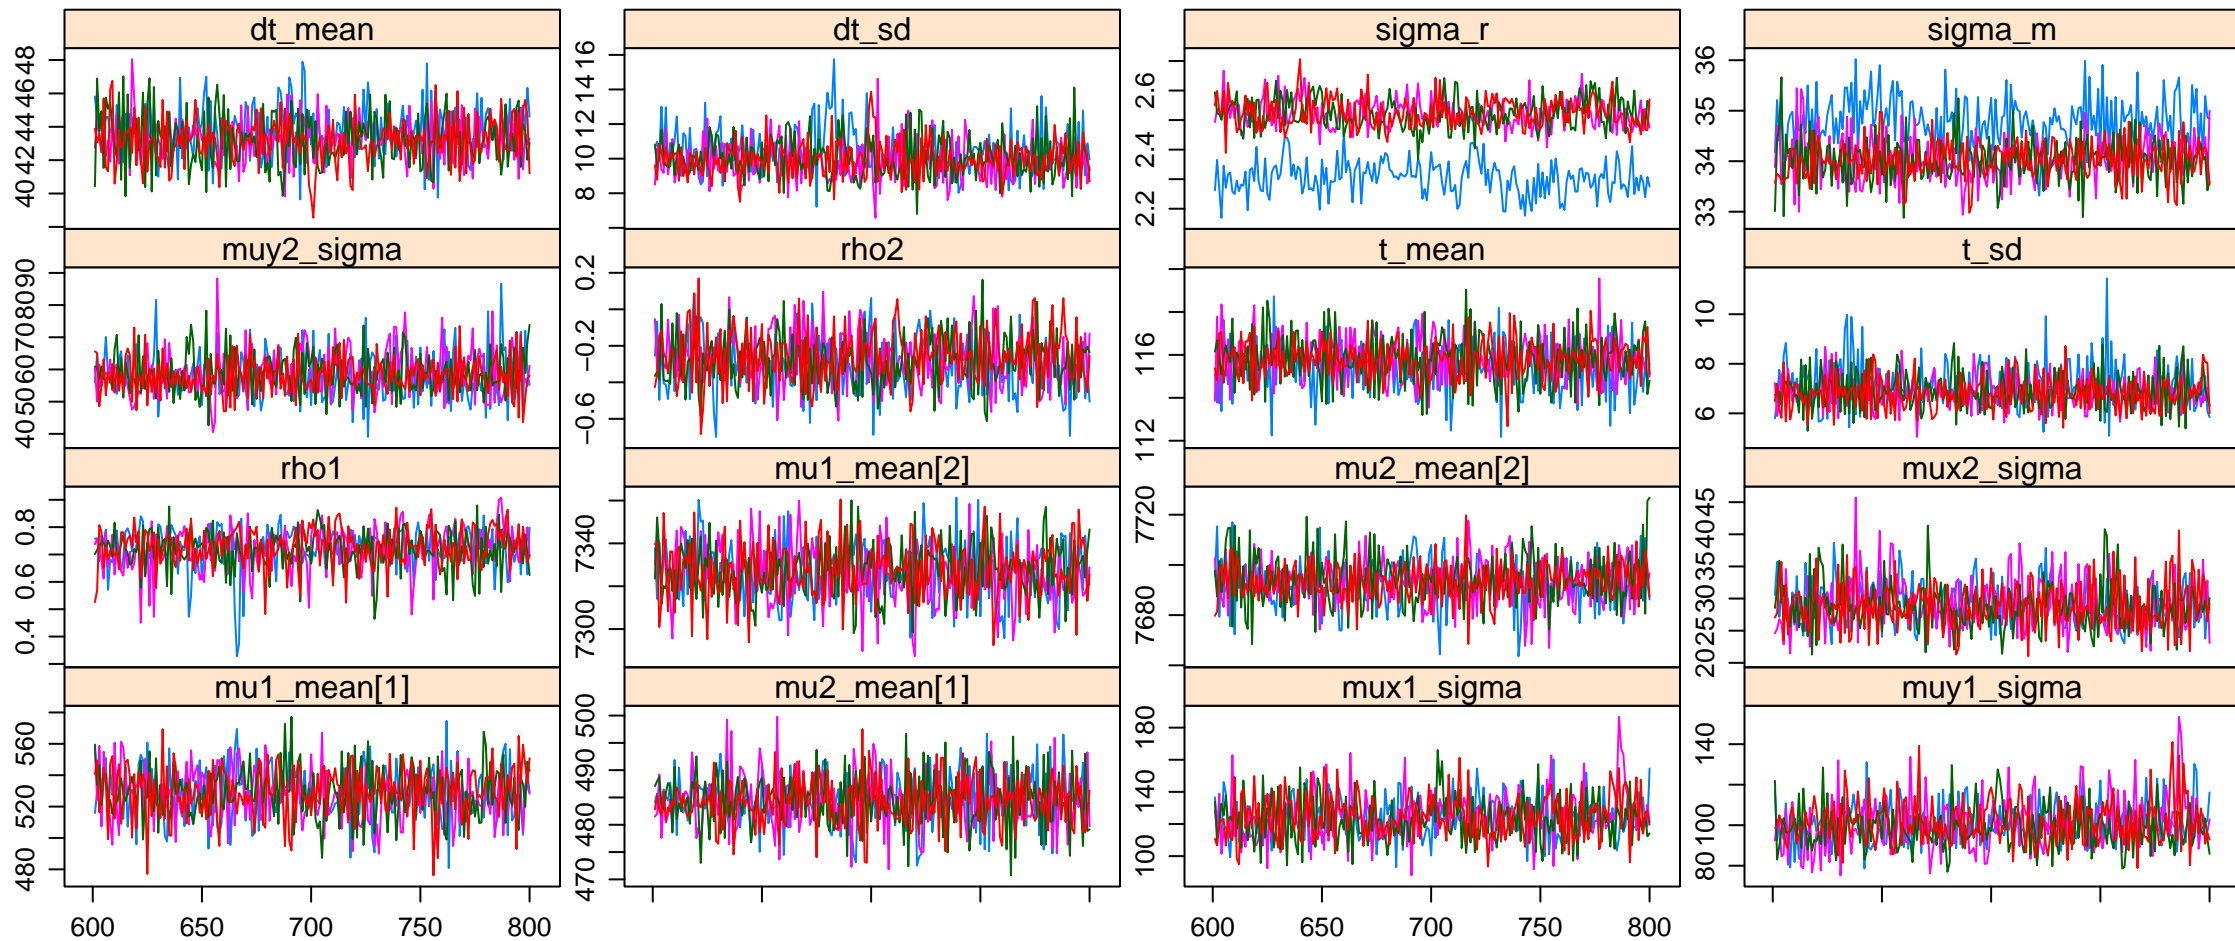 dt_mean dt_sd sigma_r sigma_m
40 42 44 46 48
8 10 12 14 16
2.2 2.4 2.6
33 34 35 36
muy2_sigma rho2 t_mean t_sd
40 50 60 70 80 90
−0.6 −0.2 0.2
112 116
6 8 10
rho1 mu1_mean[2] mu2_mean[2] mux2_sigma
0.4 0.6 0.8
7300 7340
7680 7720
20 25 30 35 40 45
mu1_mean[1] mu2_mean[1] mux1_sigma muy1_sigma
480 520 560
470 480 490 500
100 140 180
80 100 140
600 650 700 750 800 600 650 700 750 800